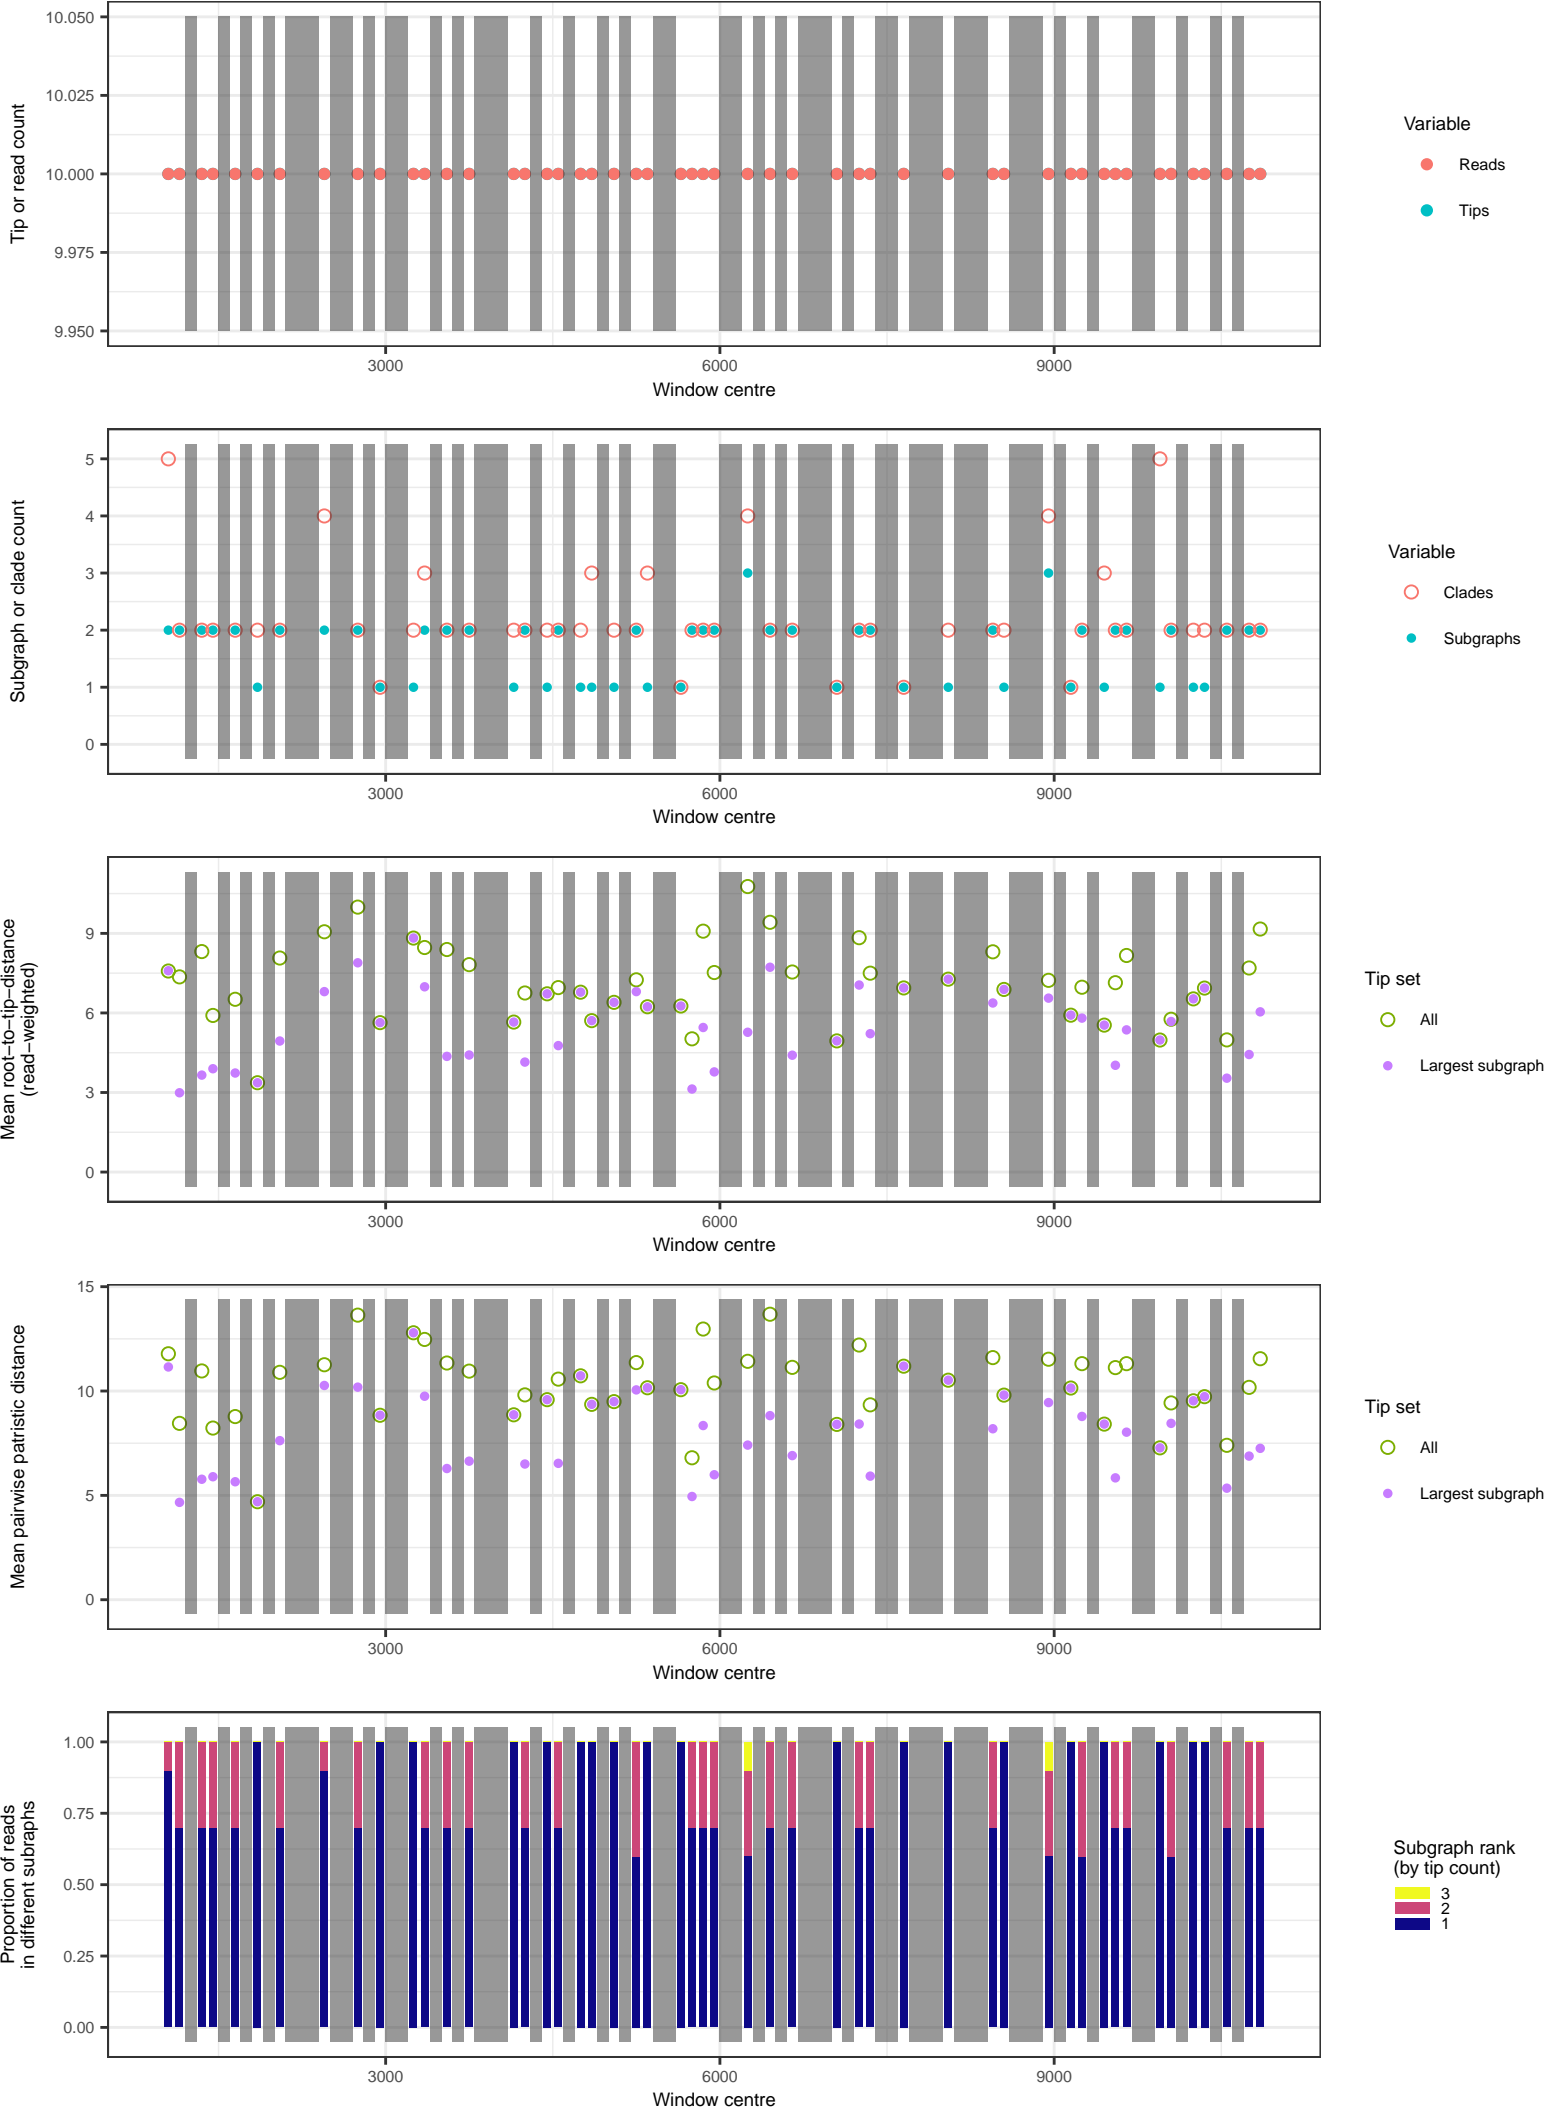 10.050
10.025
10.000
9.975
9.950
Tip or read count
3000
6000
9000
Window centre
Variable
Reads
Tips
5
4
3
2
1
0
Subgraph or clade count
3000
6000
9000
Window centre
Variable
Clades
Subgraphs
9
6
3
0
Mean root−to−tip−distance
(read−weighted)
3000
6000
9000
Window centre
Tip set
All
Largest subgraph
15
10
5
0
Mean pairwise patristic distance
3000
6000
9000
Window centre
Tip set
All
Largest subgraph
1.00
0.75
0.50
0.25
0.00
Proportion of reads
in different subraphs
3000
6000
9000
Window centre
Subgraph rank
(by tip count)
3
2
1